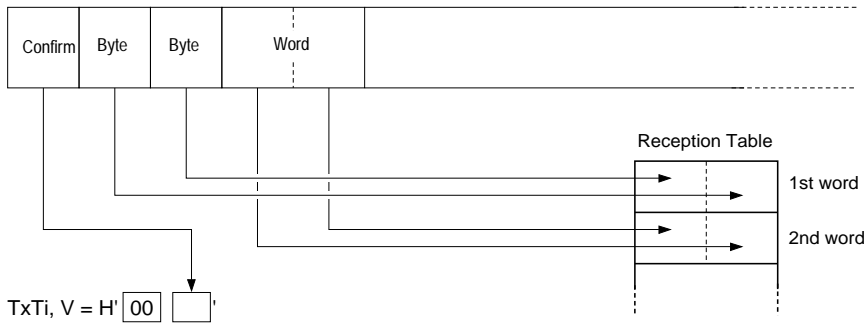 Confirm Byte Byte Word
Reception Table
1st word
2nd word
TxTi, V = H' 00 '